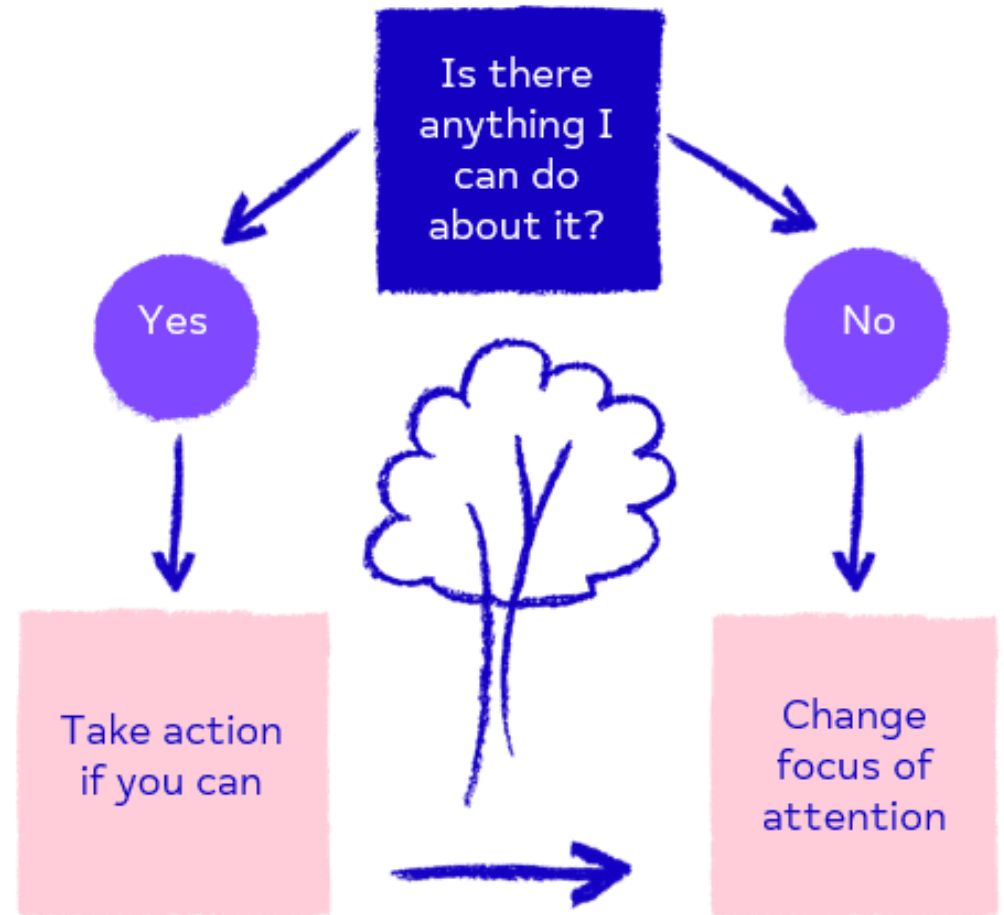 Is there
anything I
can do
about it?
Yes
No
Take action
if you can
Change
focus of
attention